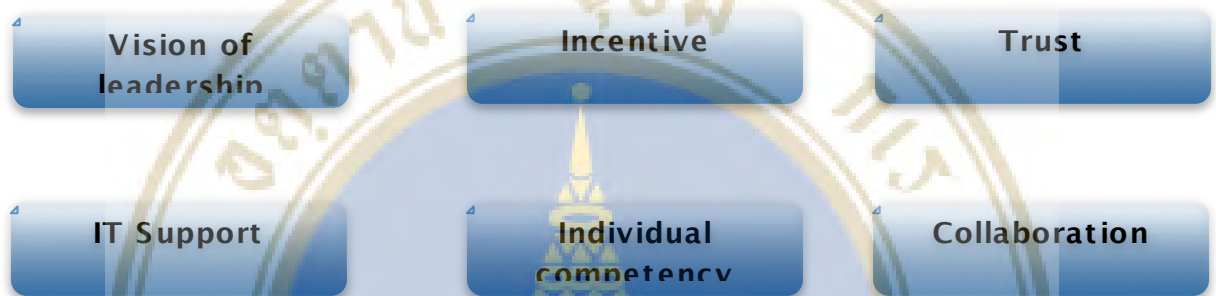 Vision of
leadership
Incentive
Trust
IT Support
Individual
competency
Collaboration